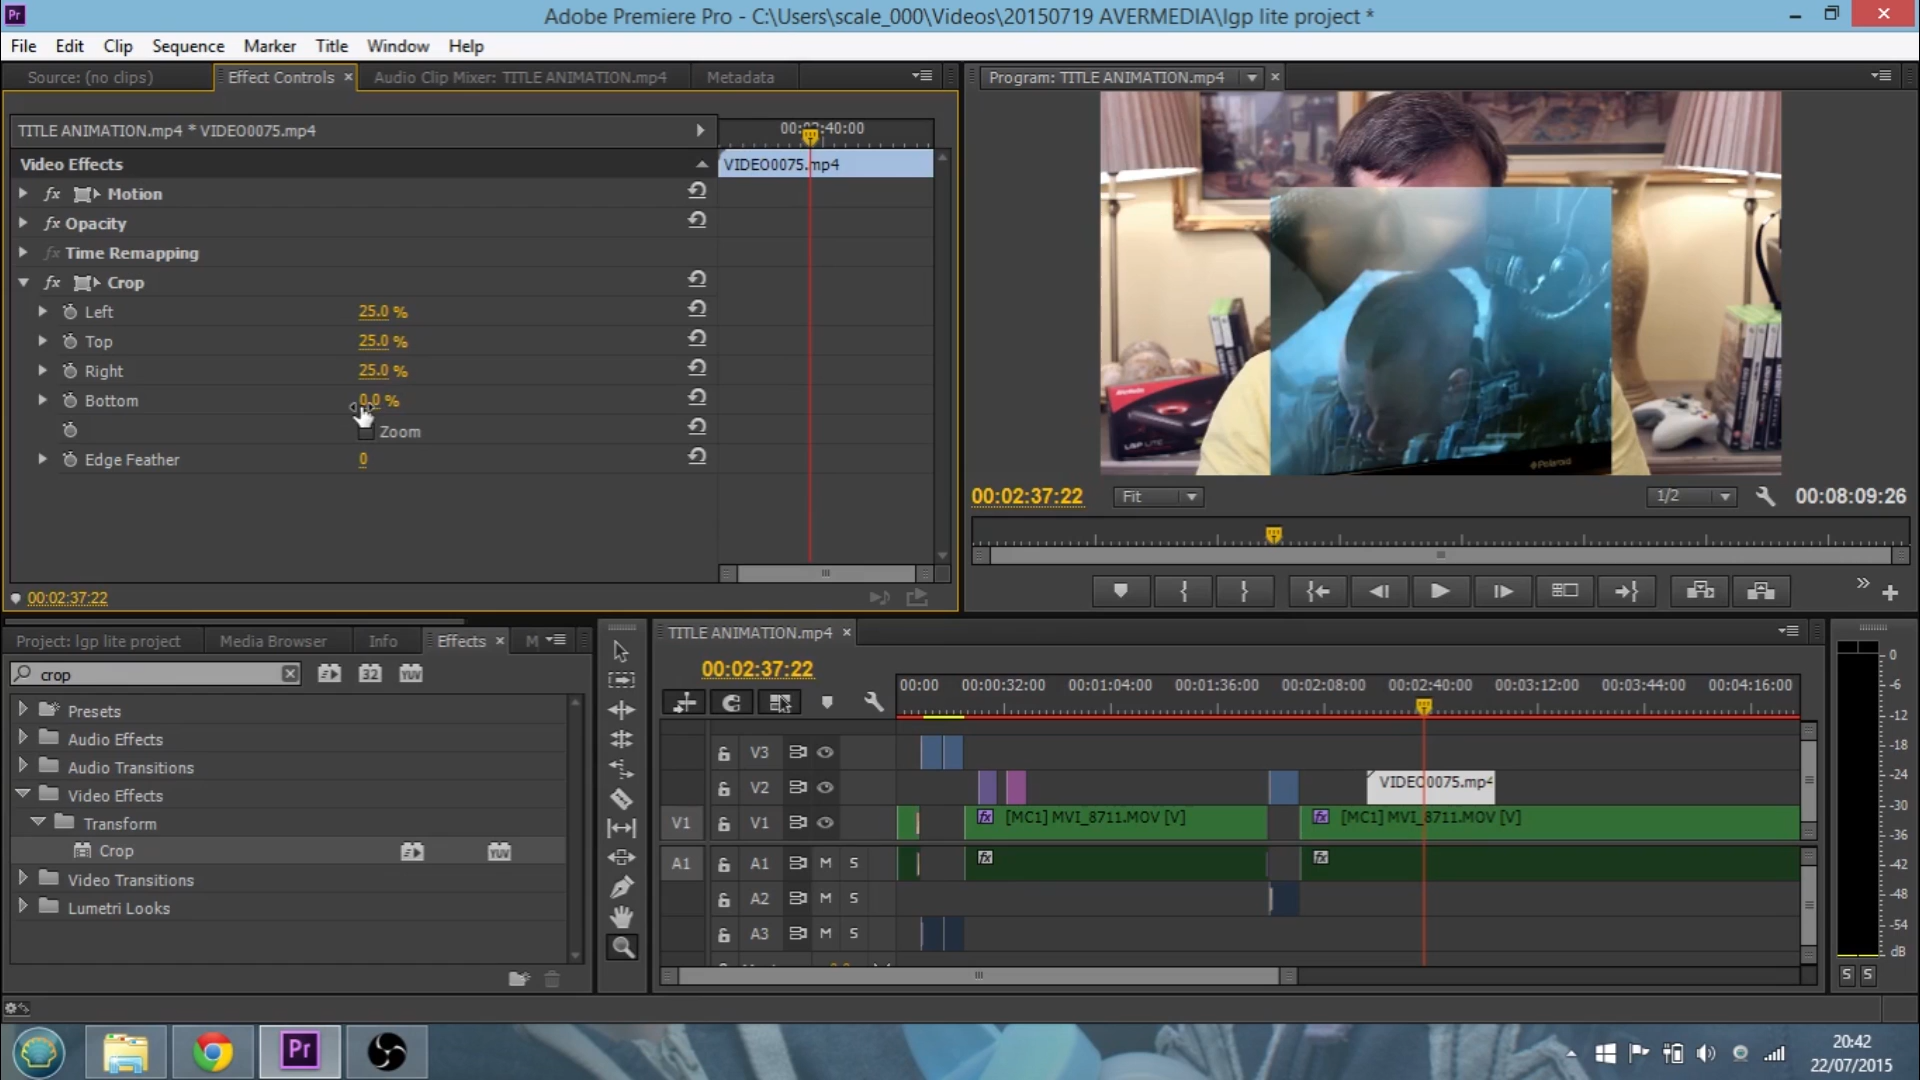 Pr
Adobe Premiere Pro - C:\Users\scale_000\Videos\20150719 AVERMEDIA\lgp lite project *
File Edit Clip Sequence Marker Title Window Help
Source: (no clips) Effect Controls Audio Clip Mixer: TITLE ANIMATION.mp4 Metadata
Program: TITLE ANIMATION.mp4
TITLE ANIMATION.mp4 * VIDEO0075.mp4
Video Effects
VIDEO0075.mp4
fx Motion
fx Opacity
fx Time Remapping
fx Crop
Left 25.0 %
Top 25.0 %
Right 25.0 %
Bottom 0.0 %
Zoom
Edge Feather 0
00:02:37:22
Polaroid
00:02:37:22 Fit 1/2 00:08:09:26
Project: lgp lite project Media Browser Info Effects M
crop 32 YUV
Presets
Audio Effects
Audio Transitions
Video Effects
Transform
Crop YUV
Video Transitions
Lumetri Looks
TITLE ANIMATION.mp4
00:02:37:22
00:00 00:00:32:00 00:01:04:00 00:01:36:00 00:02:08:00 00:02:40:00 00:03:12:00 00:03:44:00 00:04:16:00
V3
V2 VIDEO0075.mp4
V1 V1 fx [MC1] MVI_8711.MOV [V] fx [MC1] MVI_8711.MOV [V]
A1 A1 M S fx fx
A2 M S
A3 M S
0
-6
-12
-18
-24
-30
-36
-42
-48
-54
dB
S S
Pr
20:42
22/07/2015